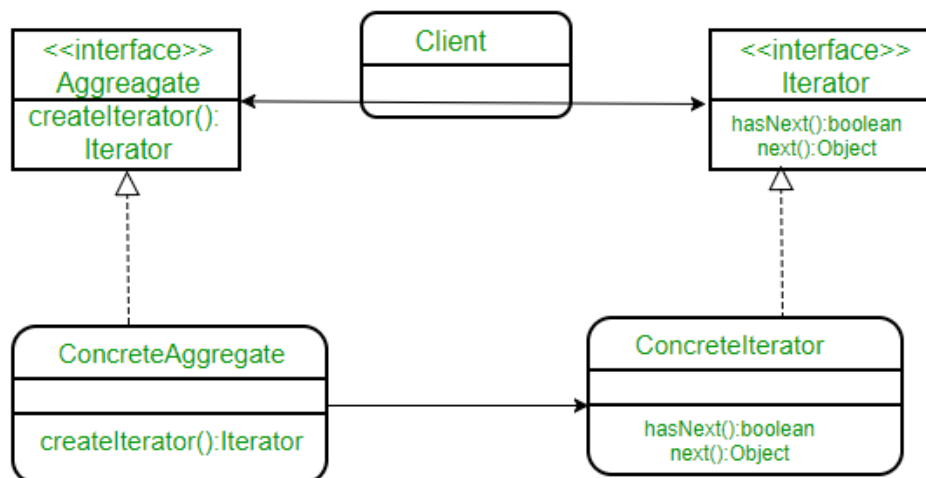 <<interface>>
Aggreagate
createIterator():
Iterator
Client
<<interface>>
Iterator
hasNext():boolean
next():Object
ConcreteAggregate
createIterator():Iterator
ConcreteIterator
hasNext():boolean
next():Object